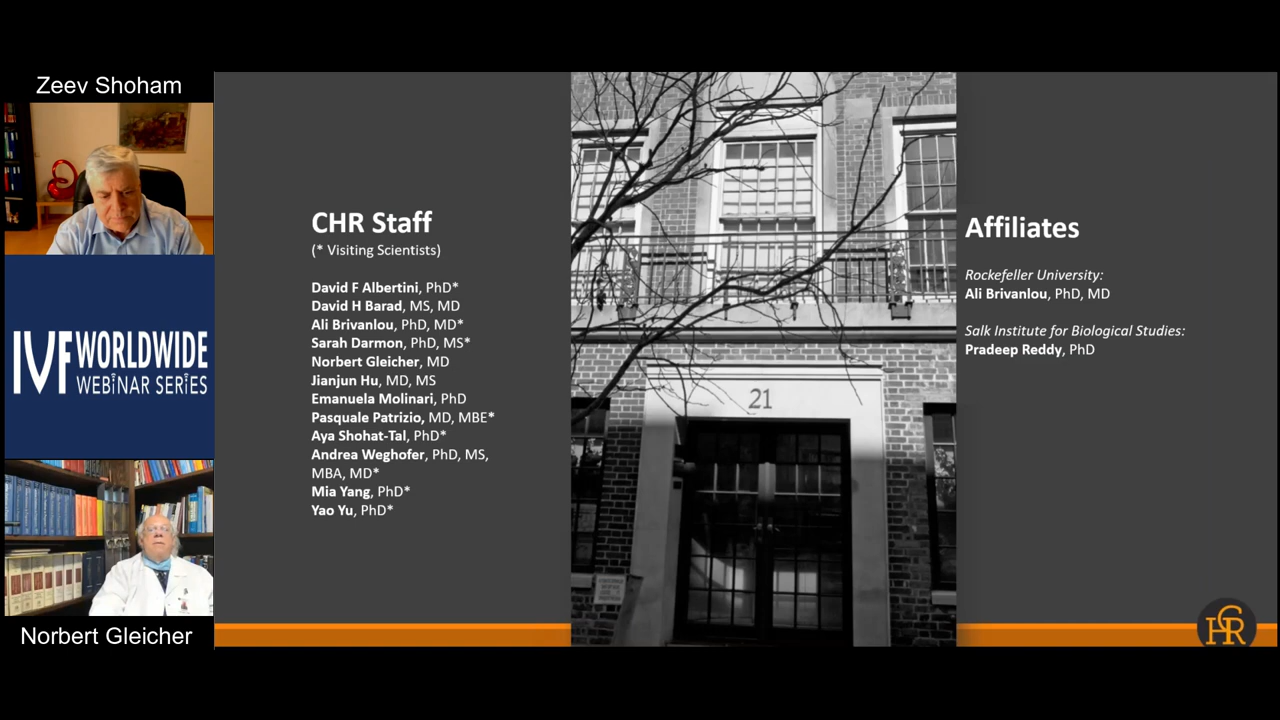 Zeev Shoham
IVF WORLDWIDE
WEBINAR SERIES
Norbert Gleicher
CHR Staff
(* Visiting Scientists)
David F Albertini, PhD*
David H Barad, MS, MD
Ali Brivanlou, PhD, MD*
Sarah Darmon, PhD, MS*
Norbert Gleicher, MD
Jianjun Hu, MD, MS
Emanuela Molinari, PhD
Pasquale Patrizio, MD, MBE*
Aya Shohat-Tal, PhD*
Andrea Weghofer, PhD, MS,
MBA, MD*
Mia Yang, PhD*
Yao Yu, PhD*
21
Affiliates
Rockefeller University:
Ali Brivanlou, PhD, MD
Salk Institute for Biological Studies:
Pradeep Reddy, PhD
CHR